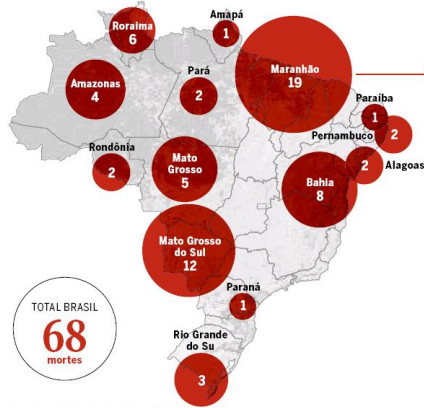 Roraima
6
Amapá
1
Maranhão
19
Amazonas
4
Pará
2
Paraíba
1
Pernambuco
2
Rondônia
2
Mato
Grosso
5
2
Alagoas
Bahia
8
Mato Grosso
do Sul
12
Paraná
1
TOTAL BRASIL
68
mortes
Rio Grande
do Su
3